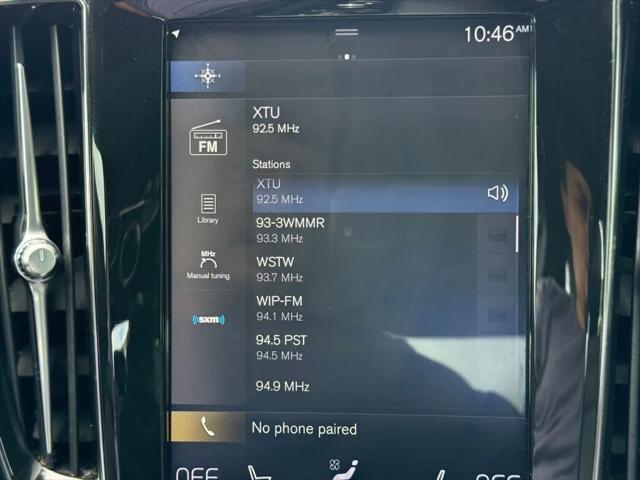 10:46 AM
XTU
92.5 MHz
FM
Stations
XTU
92.5 MHz
Library
93-3WMMR
93.3 MHz
MHz
Manual tuning
WSTW
93.7 MHz
WIP-FM
94.1 MHz
((sxm))
94.5 PST
94.5 MHz
94.9 MHz
No phone paired
OFF
OFF